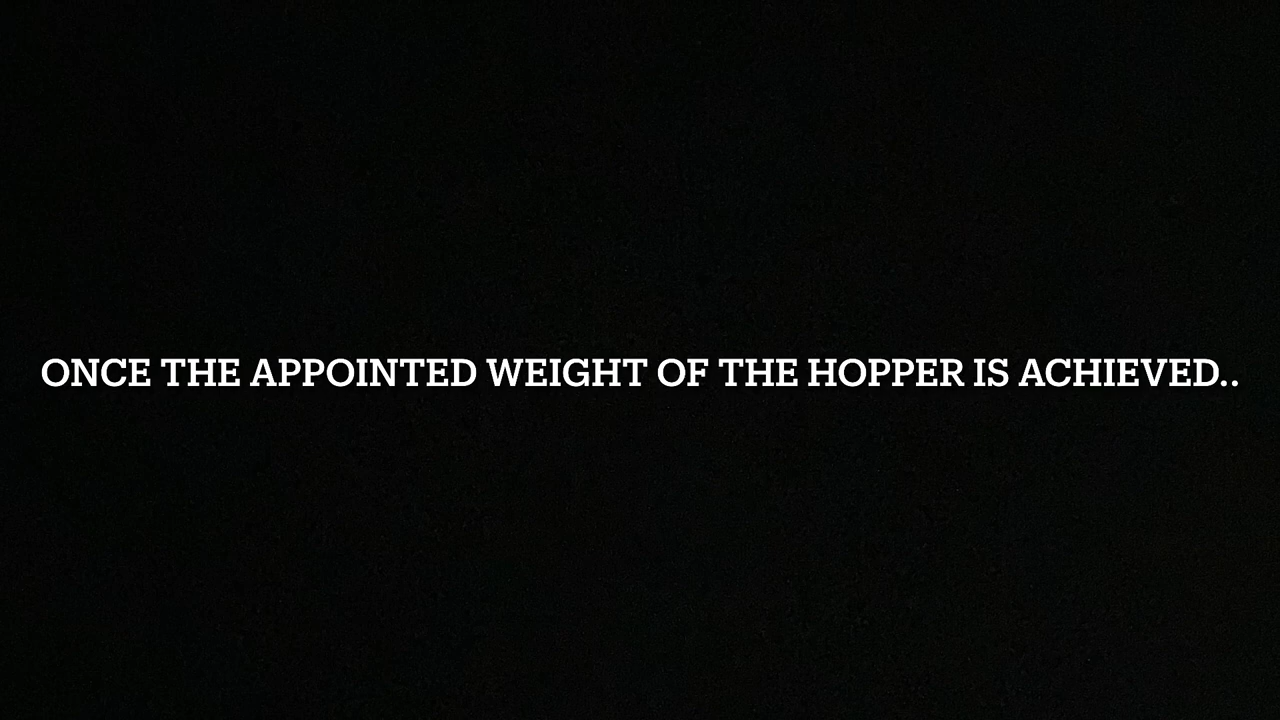 ONCE THE APPOINTED WEIGHT OF THE HOPPER IS ACHIEVED..